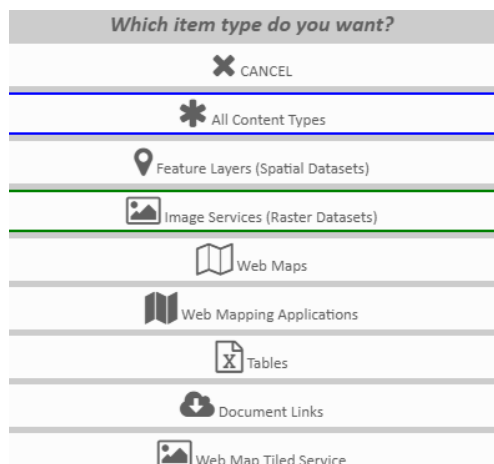 Which item type do you want?
CANCEL
All Content Types
Feature Layers (Spatial Datasets)
Image Services (Raster Datasets)
Web Maps
Web Mapping Applications
X Tables
Document Links
Web Map Tiled Service